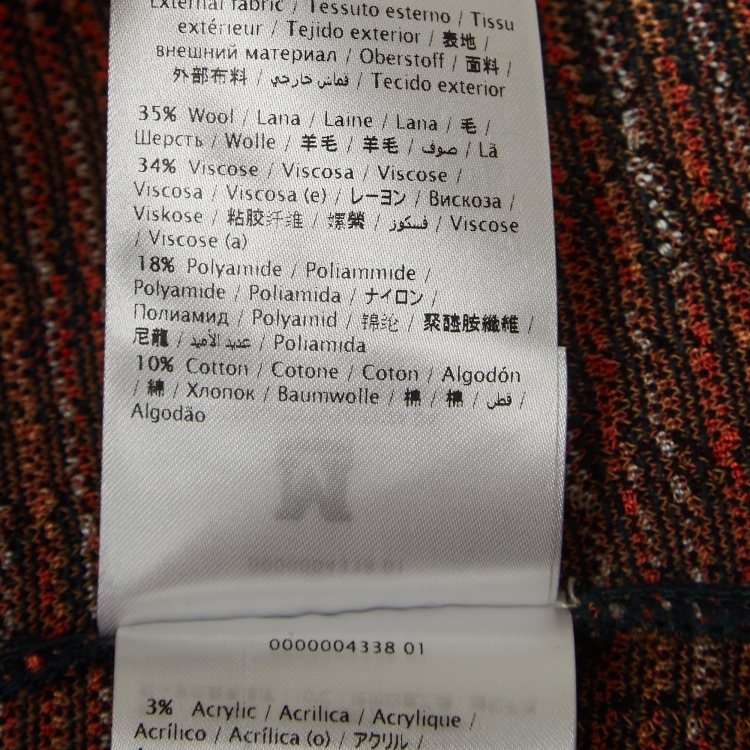 External fabric / Tessuto esterno / Tissu
extérieur / Tejido exterior / 表地 /
внешний материал / Oberstoff / 面料 /
外部布料 / قماش خارجي / Tecido exterior
35% Wool / Lana / Laine / Lana / 毛 /
Шерсть / Wolle / 羊毛 / 羊毛 / صوف / Lã
34% Viscose / Viscosa / Viscose /
Viscosa / Viscosa (e) / レーヨン / Вискоза /
Viskose / 粘胶纤维 / 嫘縈 / فسكوز / Viscose
/ Viscose (a)
18% Polyamide / Poliammide /
Polyamide / Poliamida / ナイロン /
Полиамид / Polyamid / 锦纶 / 聚醯胺纖維 /
尼龍 / عديد الأميد / Poliamida
10% Cotton / Cotone / Coton / Algodón
/ 綿 / Хлопок / Baumwolle / 棉 / 棉 / قطن /
Algodão
0000004338 01
3% Acrylic / Acrilica / Acrylique /
Acrílico / Acrílica (o) / アクリル /